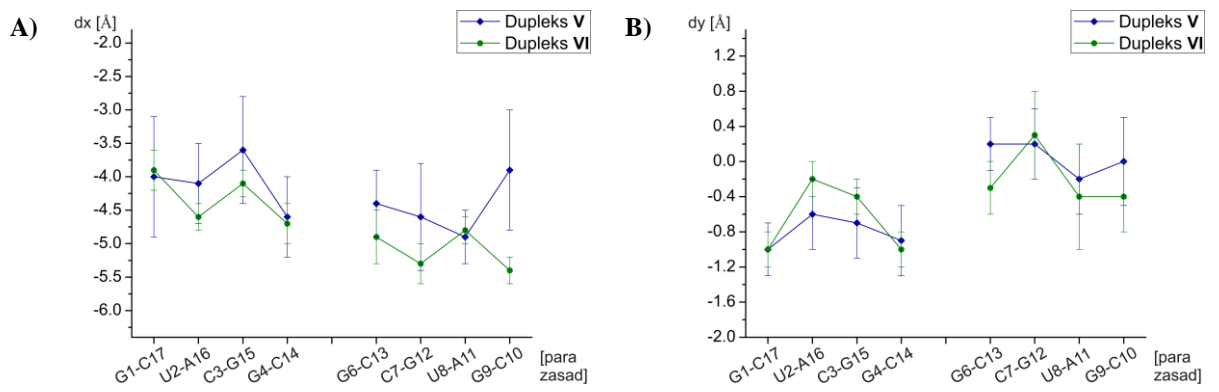 A)
dx [Å]
Dupleks V
Dupleks VI
-2.0
-2.5
-3.0
-3.5
-4.0
-4.5
-5.0
-5.5
-6.0
G1-C17
U2-A16
C3-G15
G4-C14
G6-C13
C7-G12
U8-A11
G9-C10
[para
zasad]
B)
dy [Å]
Dupleks V
Dupleks VI
1.2
0.8
0.4
0.0
-0.4
-0.8
-1.2
-1.6
-2.0
G1-C17
U2-A16
C3-G15
G4-C14
G6-C13
C7-G12
U8-A11
G9-C10
[para
zasad]